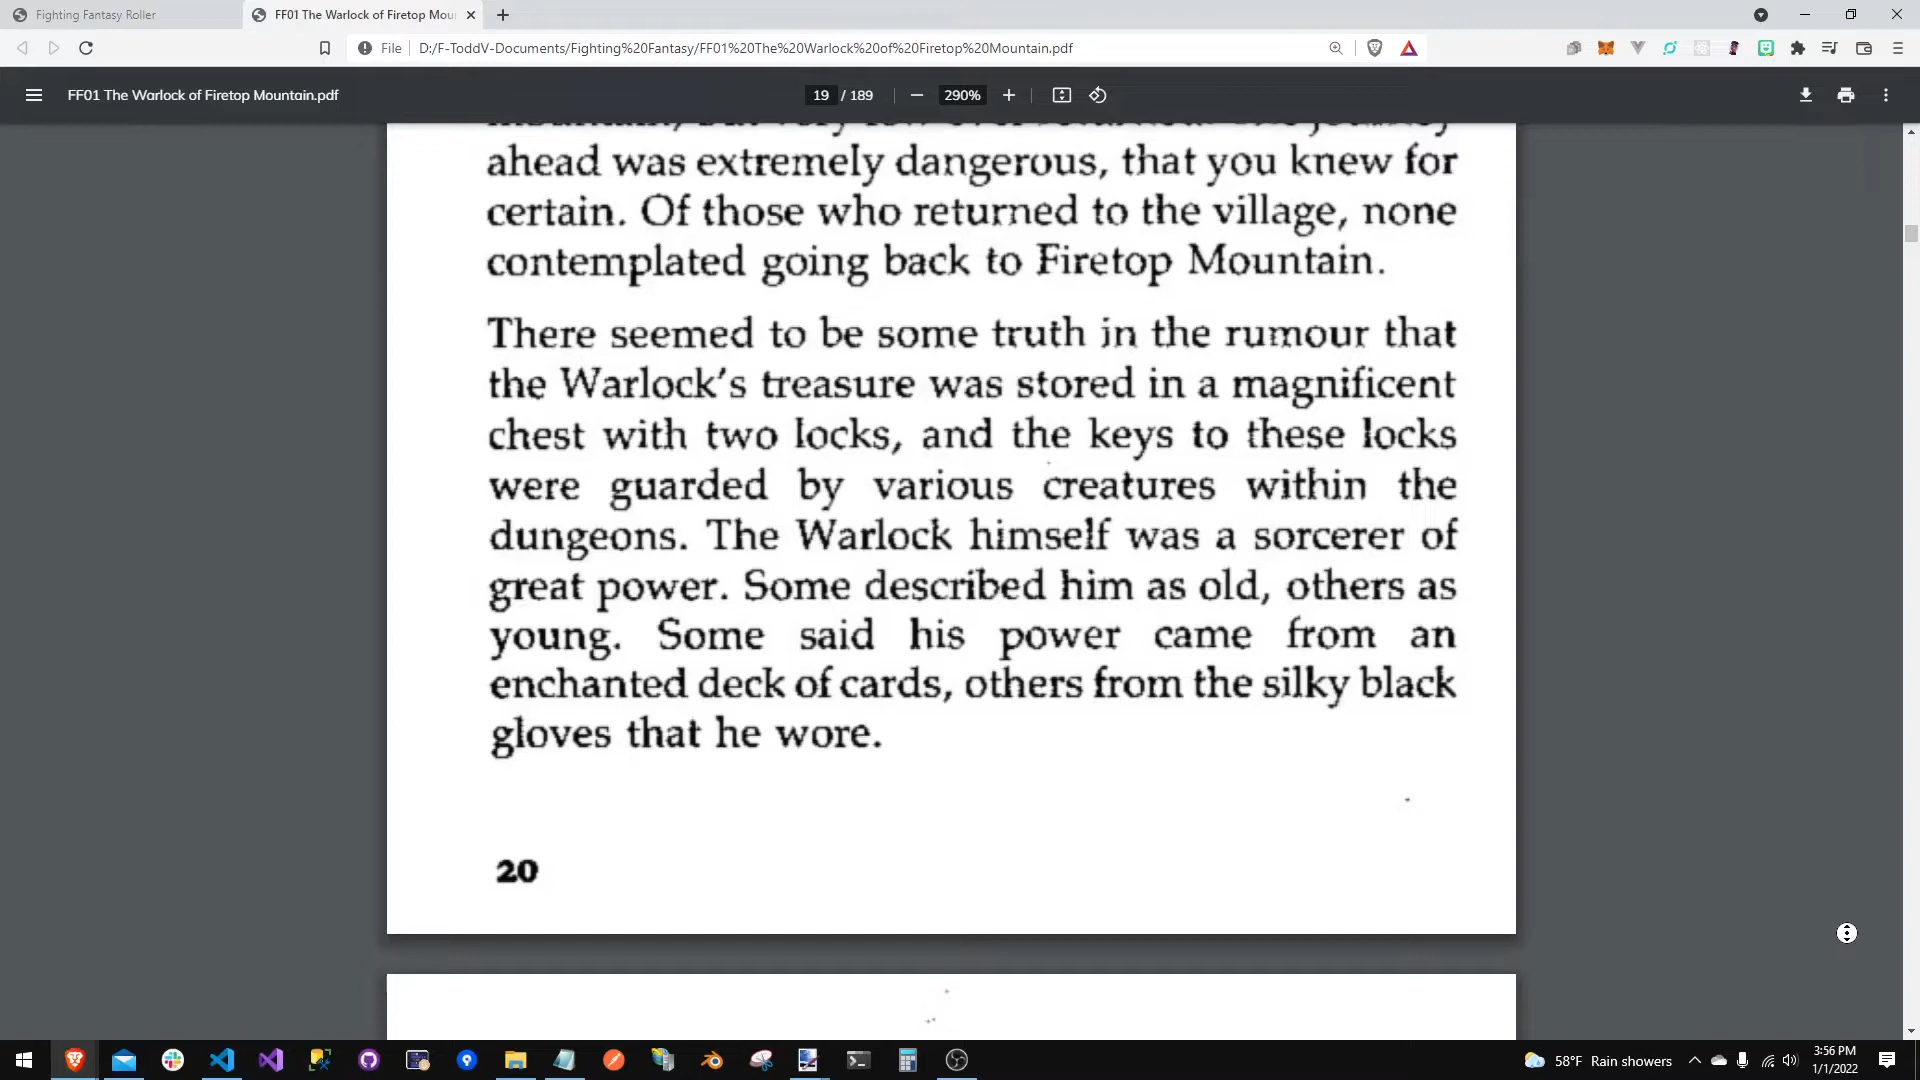 Fighting Fantasy Roller
FF01 The Warlock of Firetop Mou
File
D:/F-ToddV-Documents/Fighting%20Fantasy/FF01%20The%20Warlock%20of%20Firetop%20Mountain.pdf
FF01 The Warlock of Firetop Mountain.pdf
19 / 189
290%
ahead was extremely dangerous, that you knew for
certain. Of those who returned to the village, none
contemplated going back to Firetop Mountain.
There seemed to be some truth in the rumour that
the Warlock's treasure was stored in a magnificent
chest with two locks, and the keys to these locks
were guarded by various creatures within the
dungeons. The Warlock himself was a sorcerer of
great power. Some described him as old, others as
young. Some said his power came from an
enchanted deck of cards, others from the silky black
gloves that he wore.
20
58°F Rain showers
3:56 PM
1/1/2022